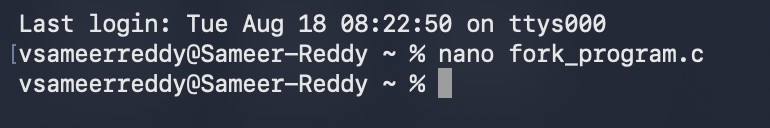 Last login: Tue Aug 18 08:22:50 on ttys000
[vsameerreddy@Sameer-Reddy ~ % nano fork_program.c
vsameerreddy@Sameer-Reddy ~ %